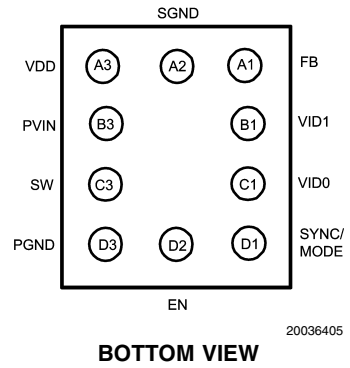 SGND
VDD A3 A2 A1 FB
PVIN B3 B1 VID1
SW C3 C1 VID0
PGND D3 D2 D1 SYNC/
MODE
EN
20036405
BOTTOM VIEW